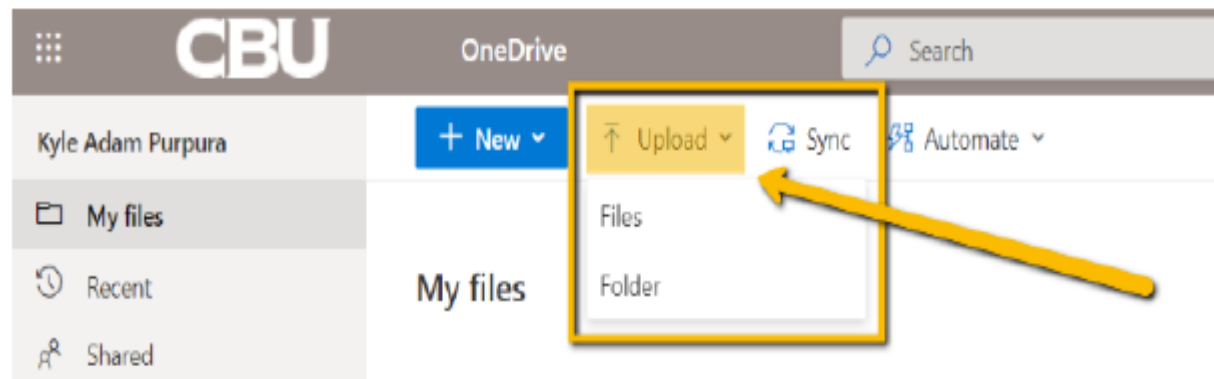 CBU OneDrive Search
Kyle Adam Purpura + New Upload Sync Automate
My files Files
Recent My files Folder
Shared